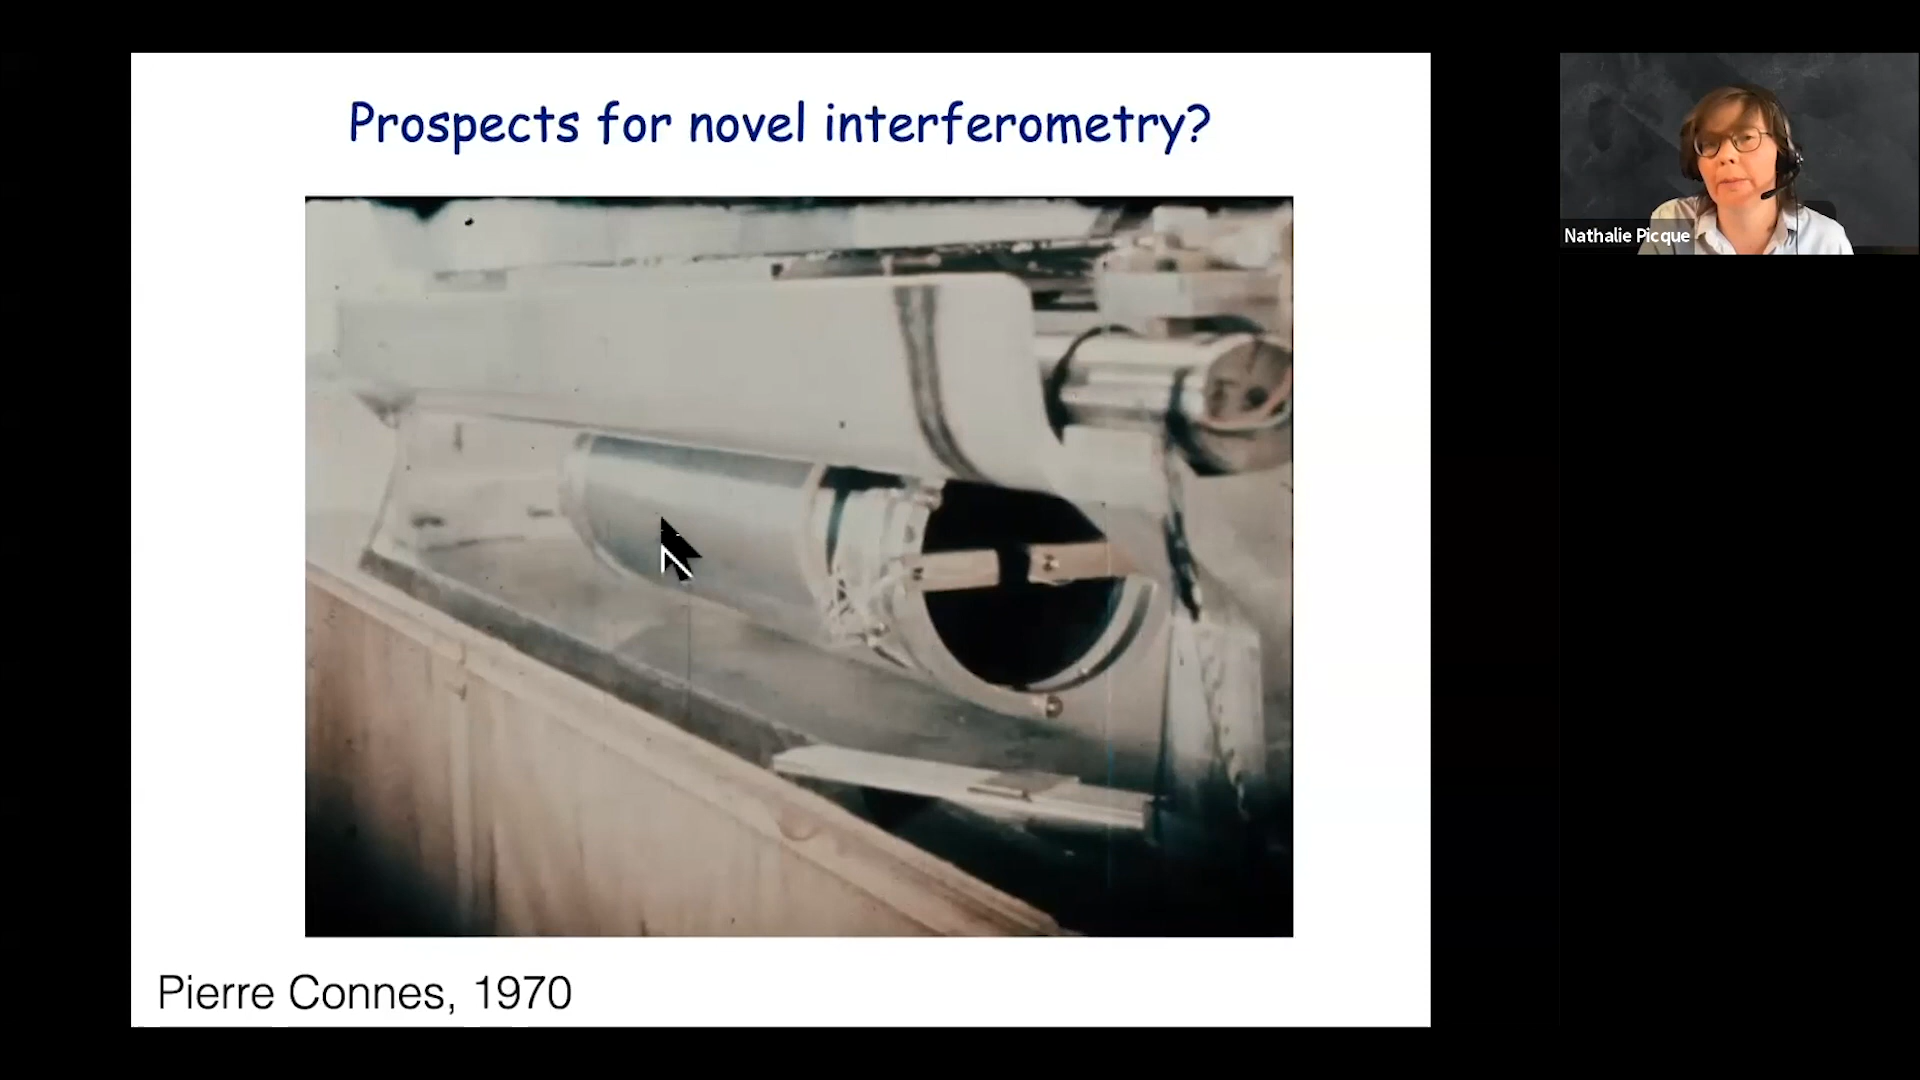 Prospects for novel interferometry?
Nathalie Picque
Pierre Connes, 1970